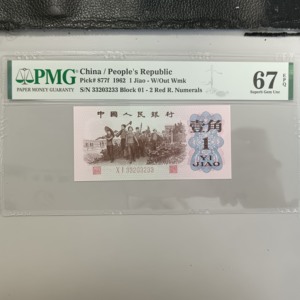 PMG
PAPER MONEY GUARANTY
China / People's Republic
Pick# 877f 1962 1 Jiao - W/Out Wmk
S/N 33203233 Block 01 - 2 Red R. Numerals
67 EPQ
Superb Gem Unc
中国人民银行
壹角
1
YI
JIAO